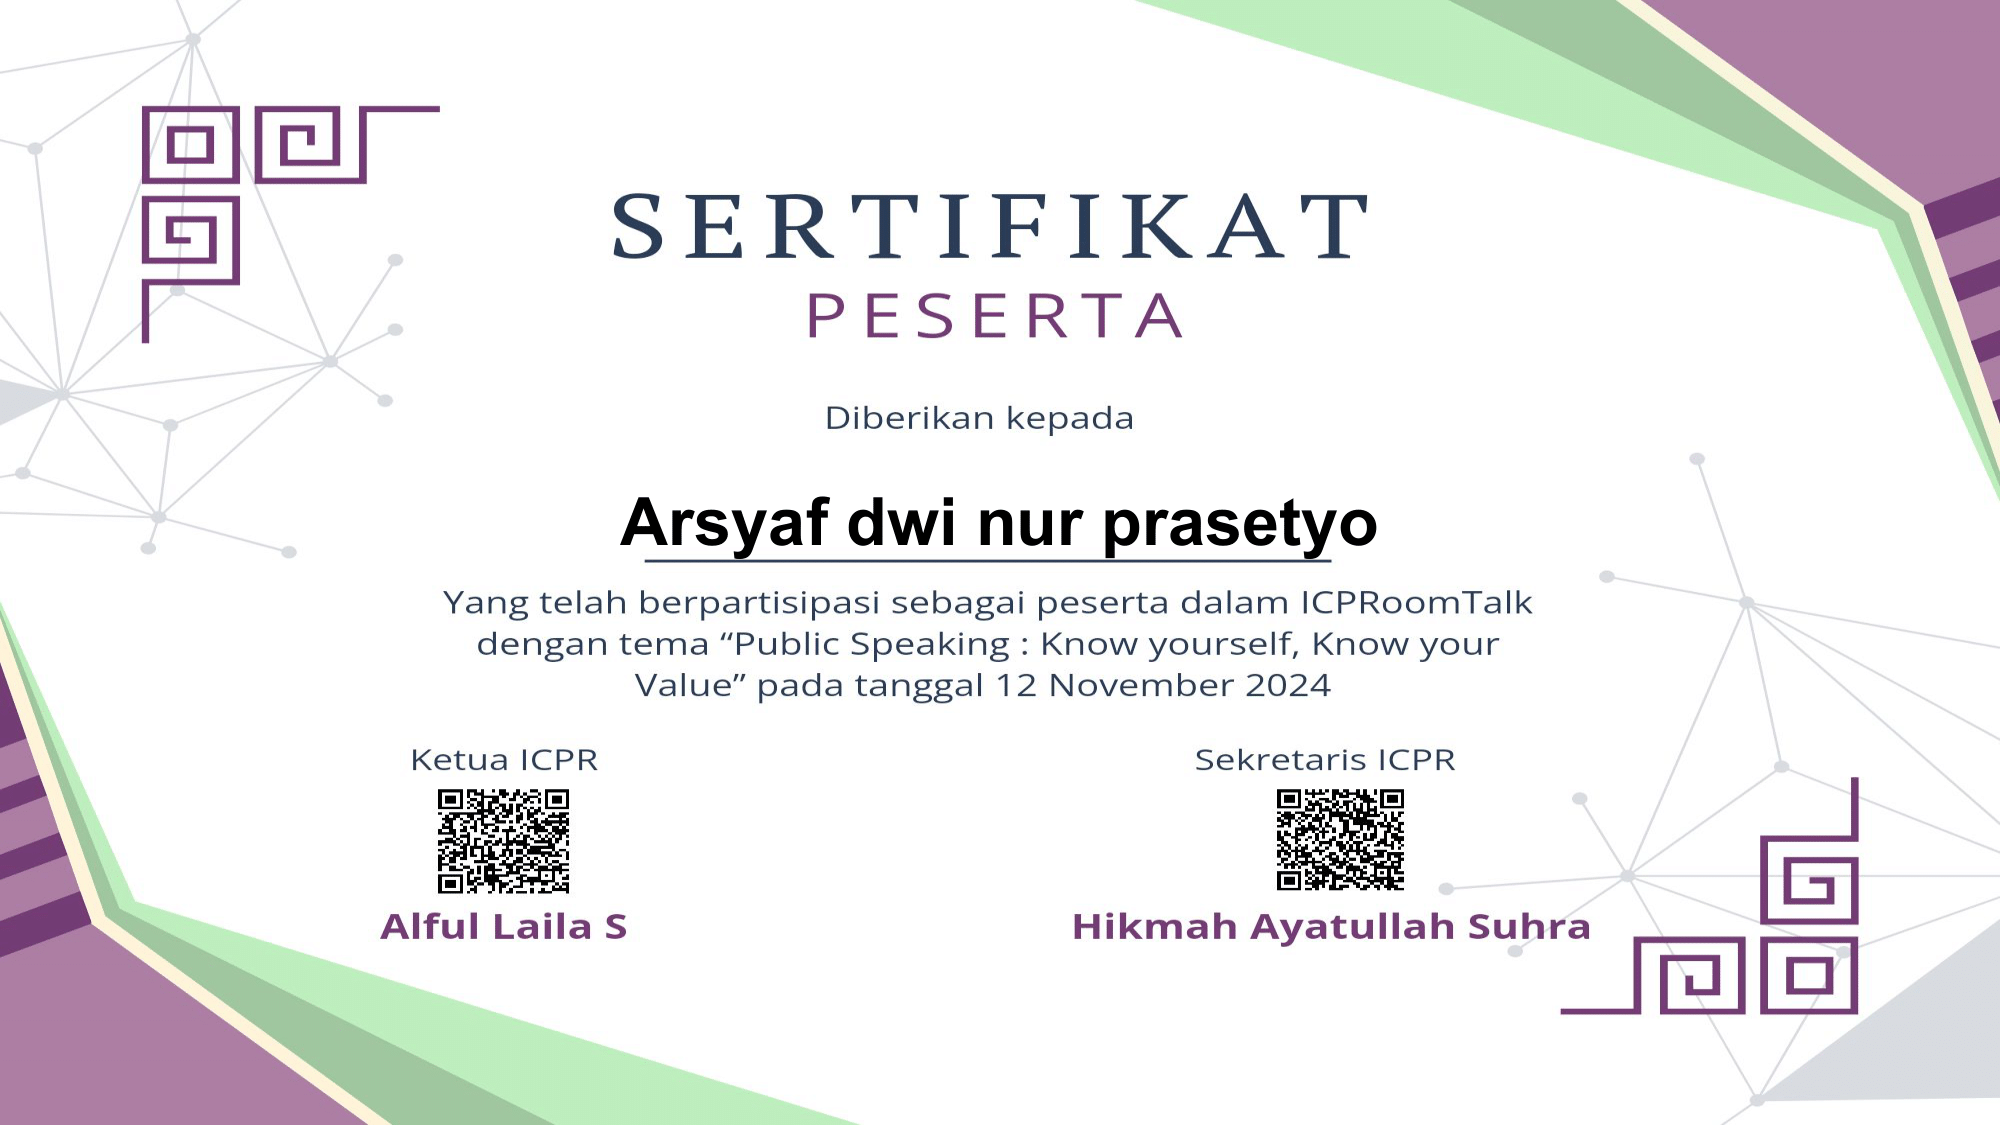 SERTIFIKAT
PESERTA
Diberikan kepada
Arsyaf dwi nur prasetyo
Yang telah berpartisipasi sebagai peserta dalam ICPRoomTalk
dengan tema “Public Speaking : Know yourself, Know your
Value” pada tanggal 12 November 2024
Ketua ICPR
Alful Laila S
Sekretaris ICPR
Hikmah Ayatullah Suhra